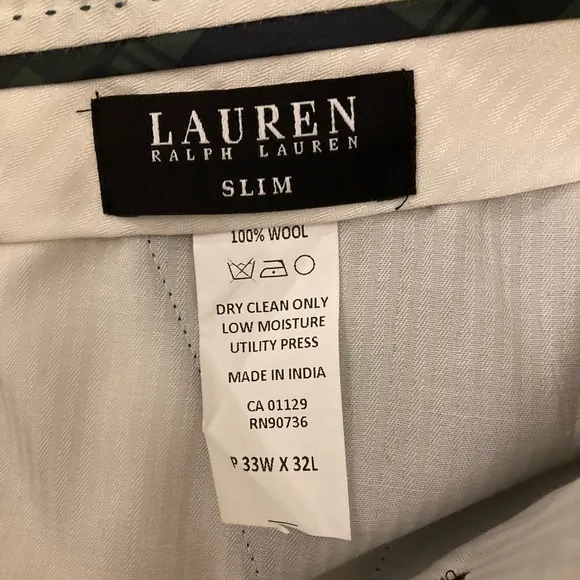 LAUREN
RALPH LAUREN
SLIM
100% WOOL
DRY CLEAN ONLY
LOW MOISTURE
UTILITY PRESS
MADE IN INDIA
CA 01129
RN90736
P 33W X 32L